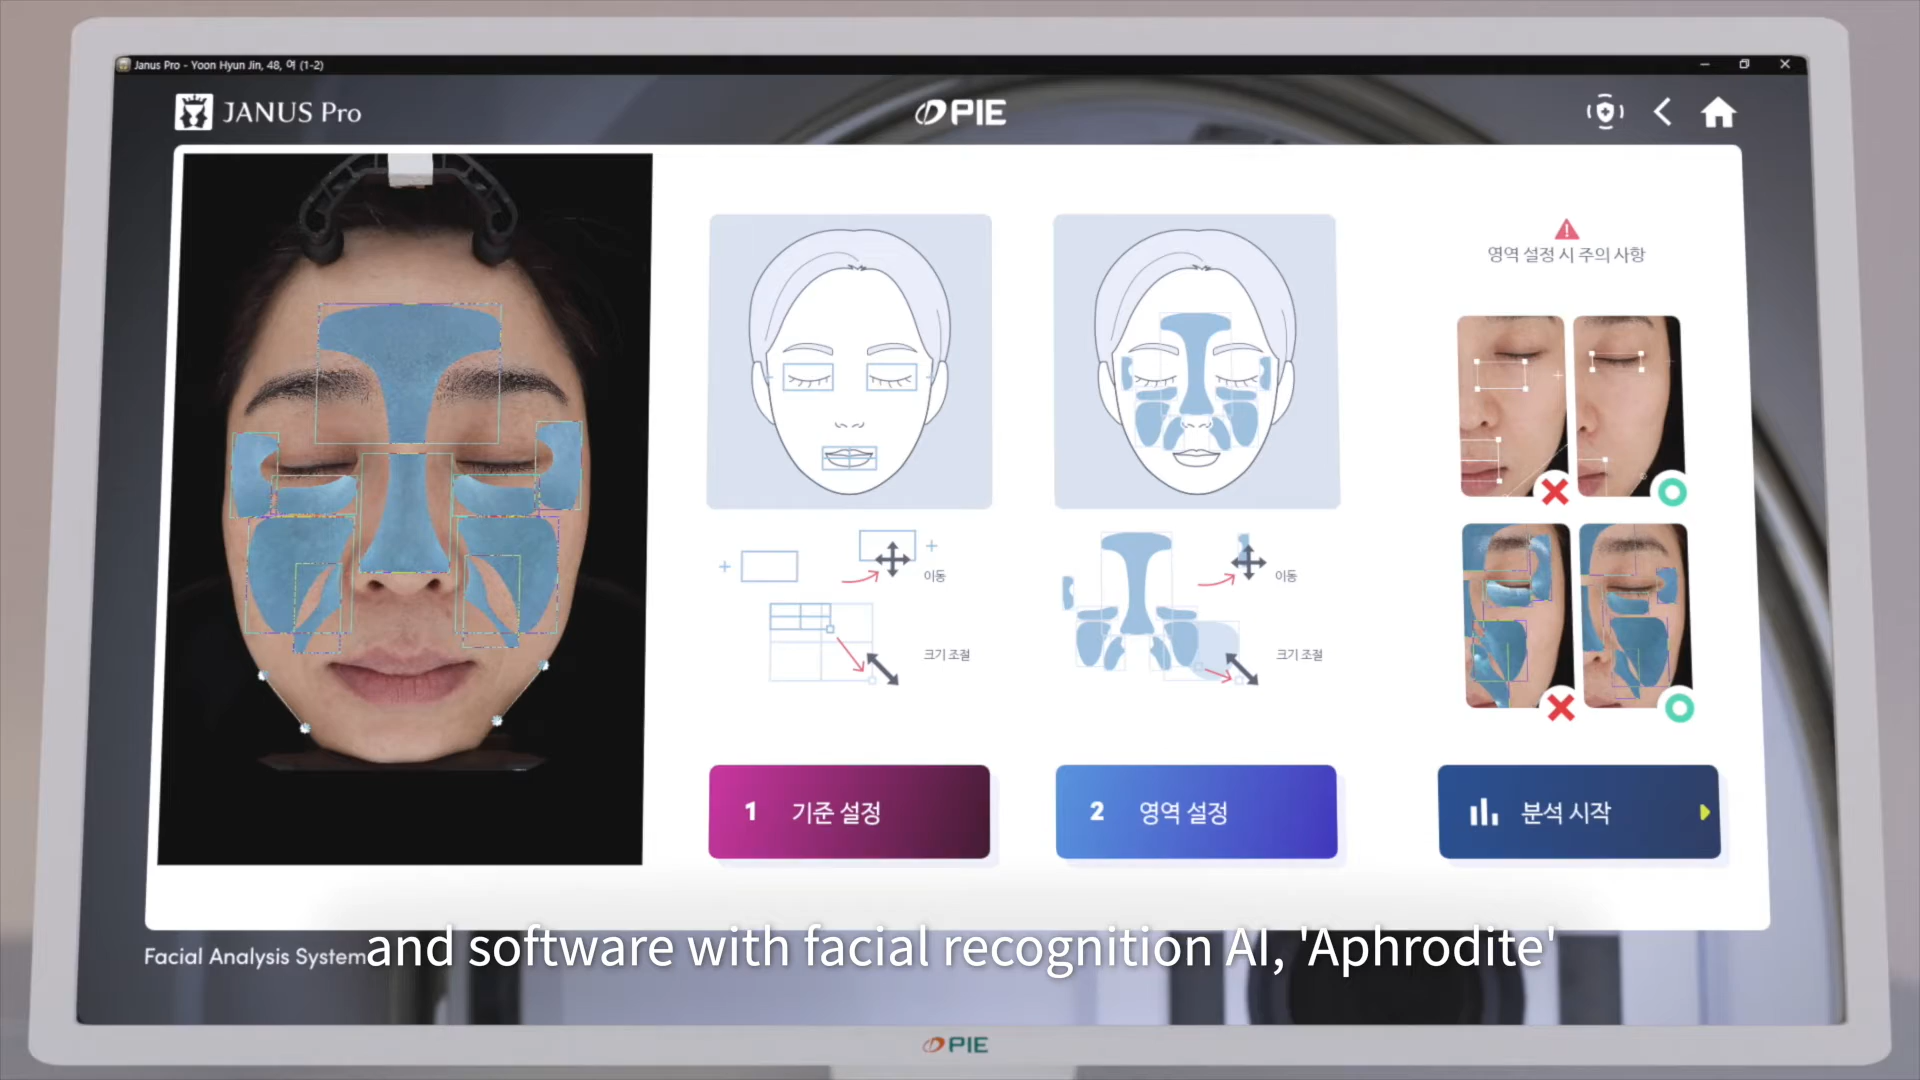 Janus Pro - Yoon Hyun Jin, 48, 여 (1-2)
JANUS Pro
PIE
영역 설정 시 주의 사항
이동
크기 조절
이동
크기 조절
1 기준 설정
2 영역 설정
분석 시작
Facial Analysis System
and software with facial recognition AI, 'Aphrodite'
PIE